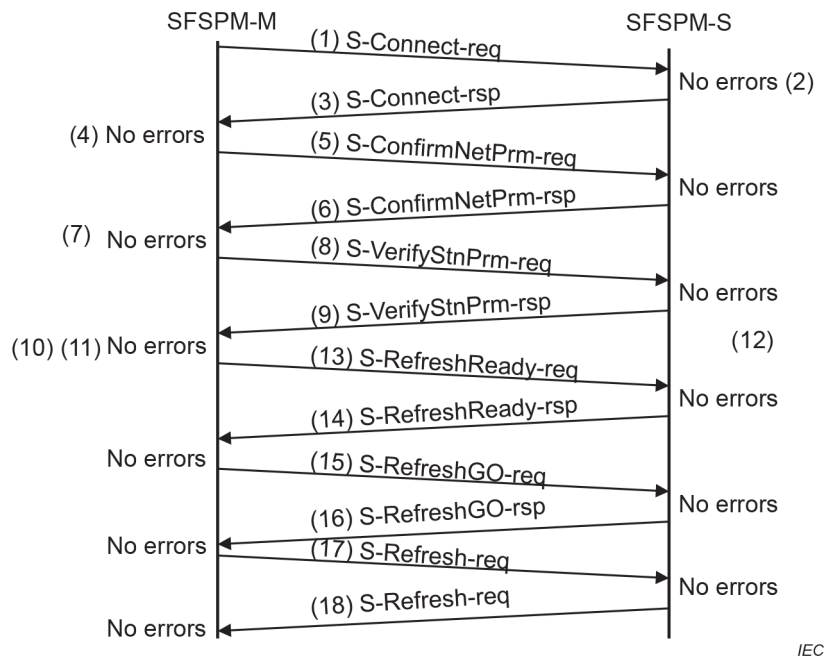 SFSPM-M
SFSPM-S
(1) S-Connect-req
No errors (2)
(3) S-Connect-rsp
(4) No errors
(5) S-ConfirmNetPrm-req
No errors
(6) S-ConfirmNetPrm-rsp
(7) No errors
(8) S-VerifyStnPrm-req
No errors
(9) S-VerifyStnPrm-rsp
(12)
(10) (11) No errors
(13) S-RefreshReady-req
No errors
(14) S-RefreshReady-rsp
No errors
(15) S-RefreshGO-req
No errors
(16) S-RefreshGO-rsp
No errors
(17) S-Refresh-req
No errors
(18) S-Refresh-req
No errors
IEC